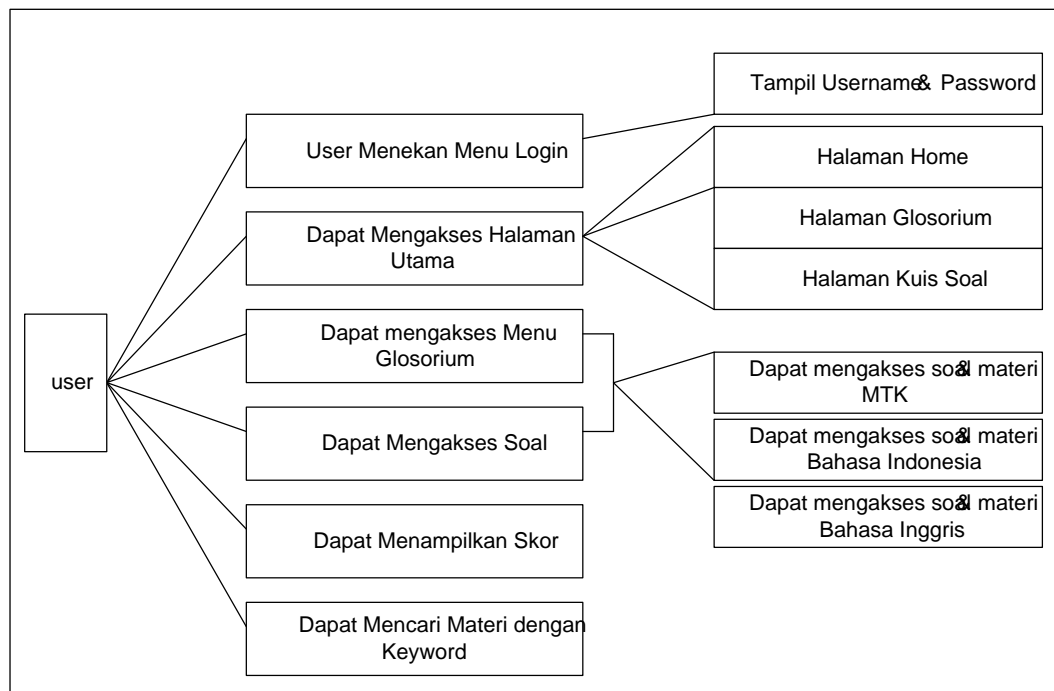 user
User Menekan Menu Login
Dapat Mengakses Halaman
Utama
Dapat mengakses Menu
Glosorium
Dapat Mengakses Soal
Dapat Menampilkan Skor
Dapat Mencari Materi dengan
Keyword
Tampil Username& Password
Halaman Home
Halaman Glosorium
Halaman Kuis Soal
Dapat mengakses soal& materi
MTK
Dapat mengakses soal& materi
Bahasa Indonesia
Dapat mengakses soal& materi
Bahasa Inggris